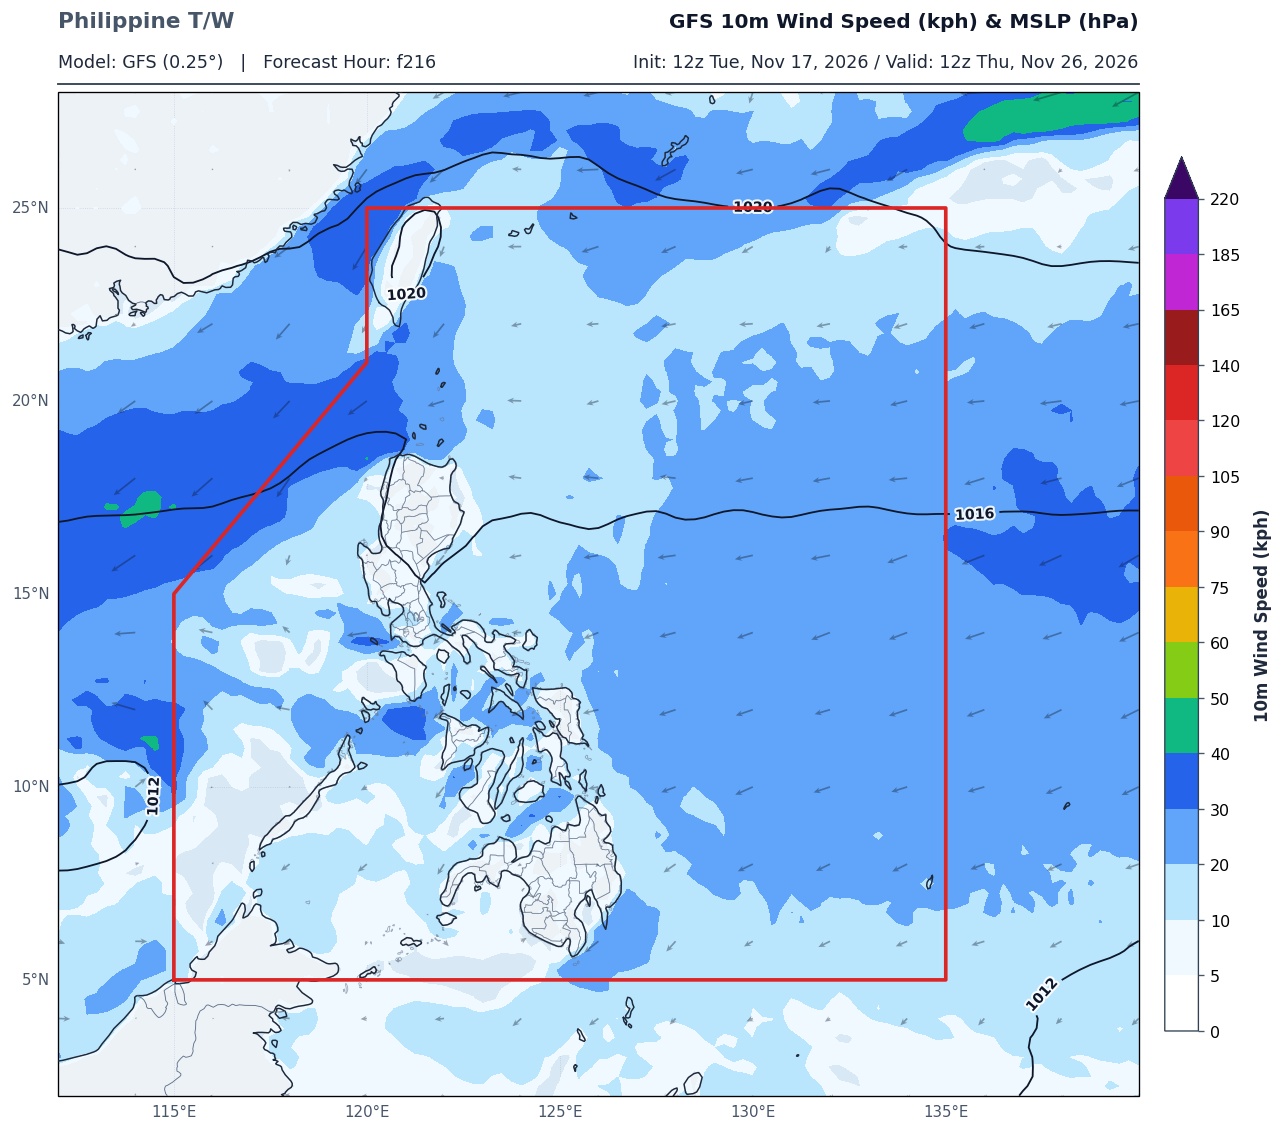 Philippine T/W
GFS 10m Wind Speed (kph) & MSLP (hPa)
Model: GFS (0.25°) | Forecast Hour: f216
Init: 12z Tue, Nov 17, 2026 / Valid: 12z Thu, Nov 26, 2026
25°N
20°N
15°N
10°N
5°N
115°E
120°E
125°E
130°E
135°E
1020
1020
1016
1012
1012
220
185
165
140
120
105
90
75
60
50
40
30
20
10
5
0
10m Wind Speed (kph)